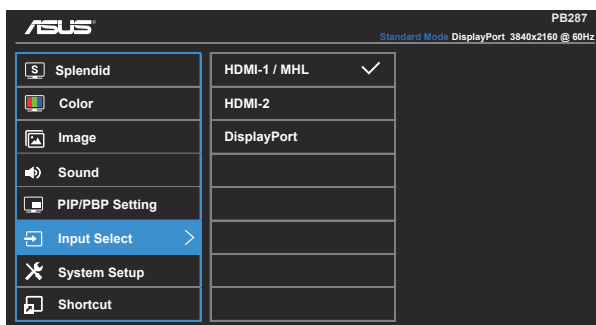 ASUS
PB287
Standard Mode DisplayPort 3840x2160 @ 60Hz
S Splendid
Color
Image
Sound
PIP/PBP Setting
Input Select
System Setup
Shortcut
HDMI-1 / MHL
HDMI-2
DisplayPort